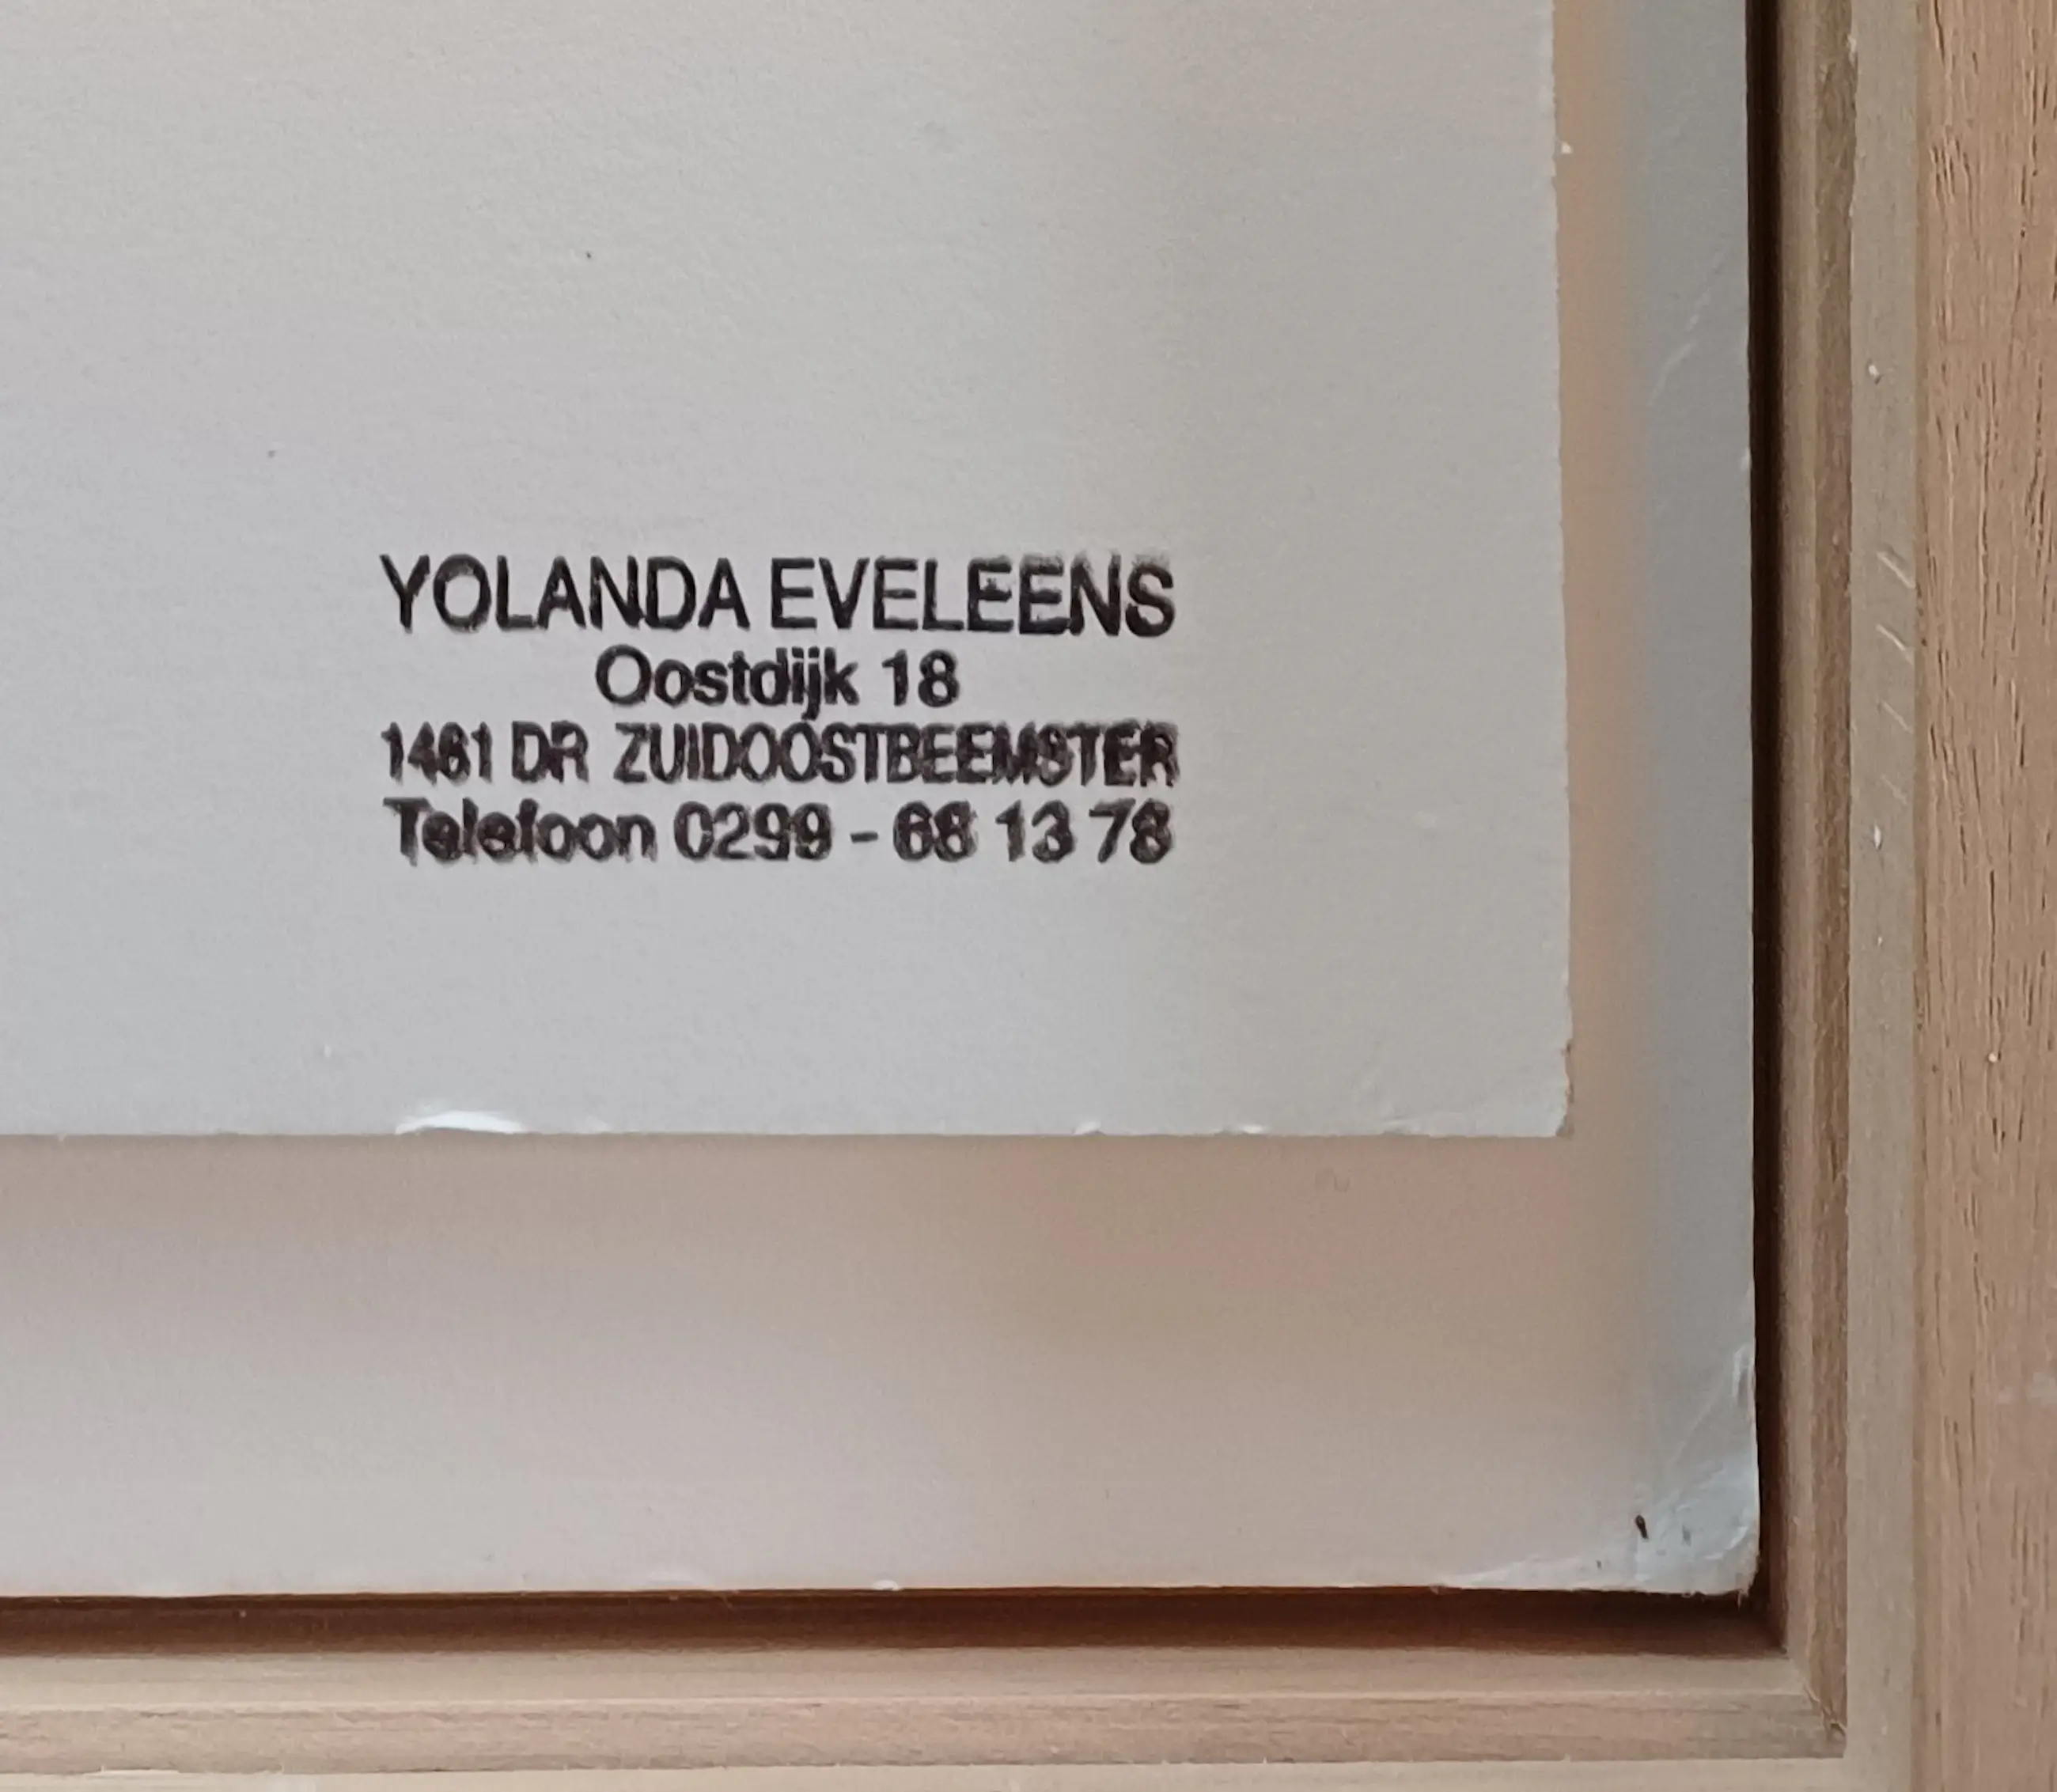 YOLANDA EVELEENS
Oostdijk 18
1461 DR ZUIDOOSTBEEMSTER
Telefoon 0299 - 68 13 78